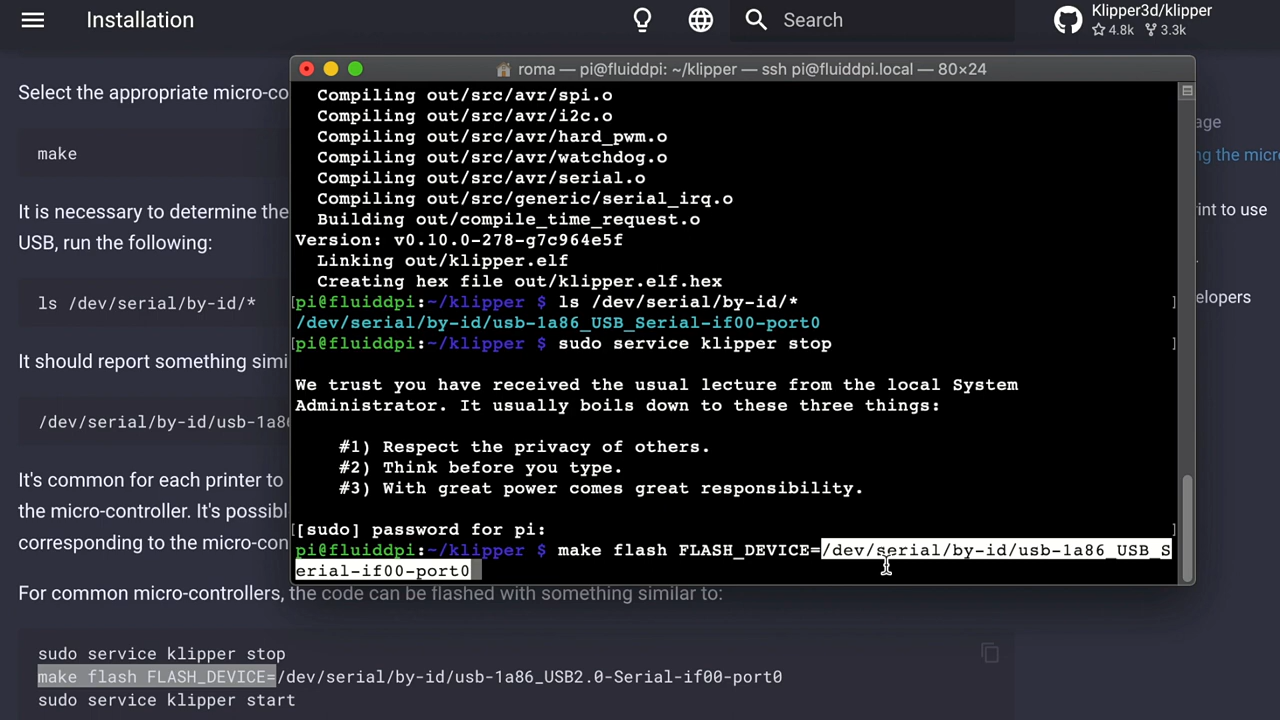 Installation
Search
Klipper3d/klipper
4.8k 3.3k
Select the appropriate micro-co
make
It is necessary to determine the
USB, run the following:
ls /dev/serial/by-id/*
It should report something simi
/dev/serial/by-id/usb-1a86
It's common for each printer to
the micro-controller. It's possibl
corresponding to the micro-con
For common micro-controllers, the code can be flashed with something similar to:
sudo service klipper stop
make flash FLASH_DEVICE=/dev/serial/by-id/usb-1a86_USB2.0-Serial-if00-port0
sudo service klipper start
roma — pi@fluiddpi: ~/klipper — ssh pi@fluiddpi.local — 80×24
Compiling out/src/avr/spi.o
Compiling out/src/avr/i2c.o
Compiling out/src/avr/hard_pwm.o
Compiling out/src/avr/watchdog.o
Compiling out/src/avr/serial.o
Compiling out/src/generic/serial_irq.o
Building out/compile_time_request.o
Version: v0.10.0-278-g7c964e5f
Linking out/klipper.elf
Creating hex file out/klipper.elf.hex
[pi@fluiddpi:~/klipper $ ls /dev/serial/by-id/* ]
/dev/serial/by-id/usb-1a86_USB_Serial-if00-port0
[pi@fluiddpi:~/klipper $ sudo service klipper stop ]
We trust you have received the usual lecture from the local System
Administrator. It usually boils down to these three things:
#1) Respect the privacy of others.
#2) Think before you type.
#3) With great power comes great responsibility.
[[sudo] password for pi: ]
pi@fluiddpi:~/klipper $ make flash FLASH_DEVICE=/dev/serial/by-id/usb-1a86_USB_S
erial-if00-port0
age
ng the micr
int to use
elopers